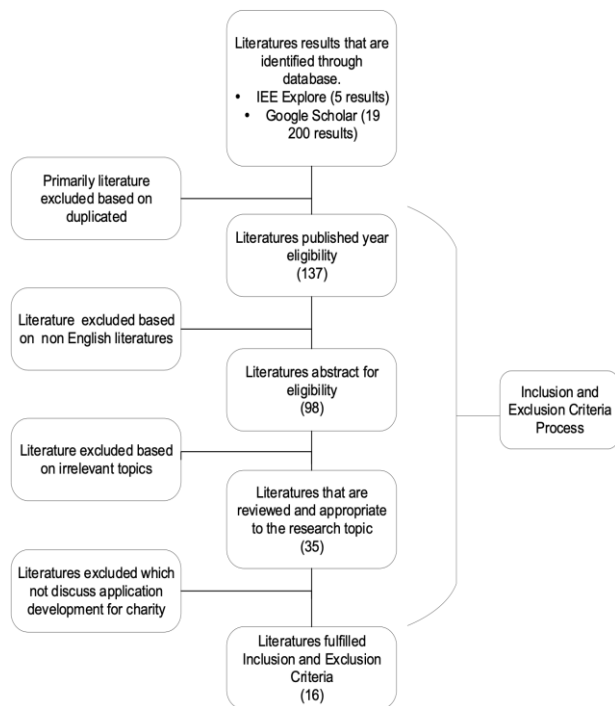 Literatures results that are
identified through
database.
• IEE Explore (5 results)
• Google Scholar (19
200 results)
Primarily literature
excluded based on
duplicated
Literatures published year
eligibility
(137)
Literature excluded based
on non English literatures
Literatures abstract for
eligibility
(98)
Inclusion and
Exclusion Criteria
Process
Literature excluded based
on irrelevant topics
Literatures that are
reviewed and appropriate
to the research topic
(35)
Literatures excluded which
not discuss application
development for charity
Literatures fulfilled
Inclusion and Exclusion
Criteria
(16)